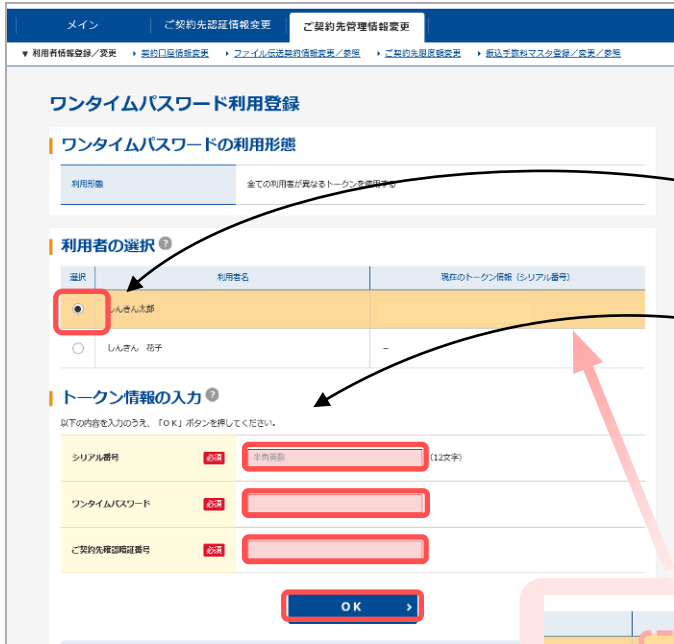 メイン ご契約先認証情報変更 ご契約先管理情報変更
▼ 利用者情報登録／変更 ▸ 契約口座情報変更 ▸ ファイル伝送契約情報変更／参照 ▸ ご契約先限度額変更 ▸ 振込手数料マスタ登録／変更／参照
ワンタイムパスワード利用登録
ワンタイムパスワードの利用形態
利用形態 全ての利用者が異なるトークンを使用する
利用者の選択 ?
選択 利用者名 現在のトークン情報（シリアル番号）
しんきん太郎
しんきん 花子 －
トークン情報の入力 ?
以下の内容を入力のうえ、「ＯＫ」ボタンを押してください。
シリアル番号 必須 半角英数 (12文字)
ワンタイムパスワード 必須
ご契約先確認暗証番号 必須
ＯＫ ›